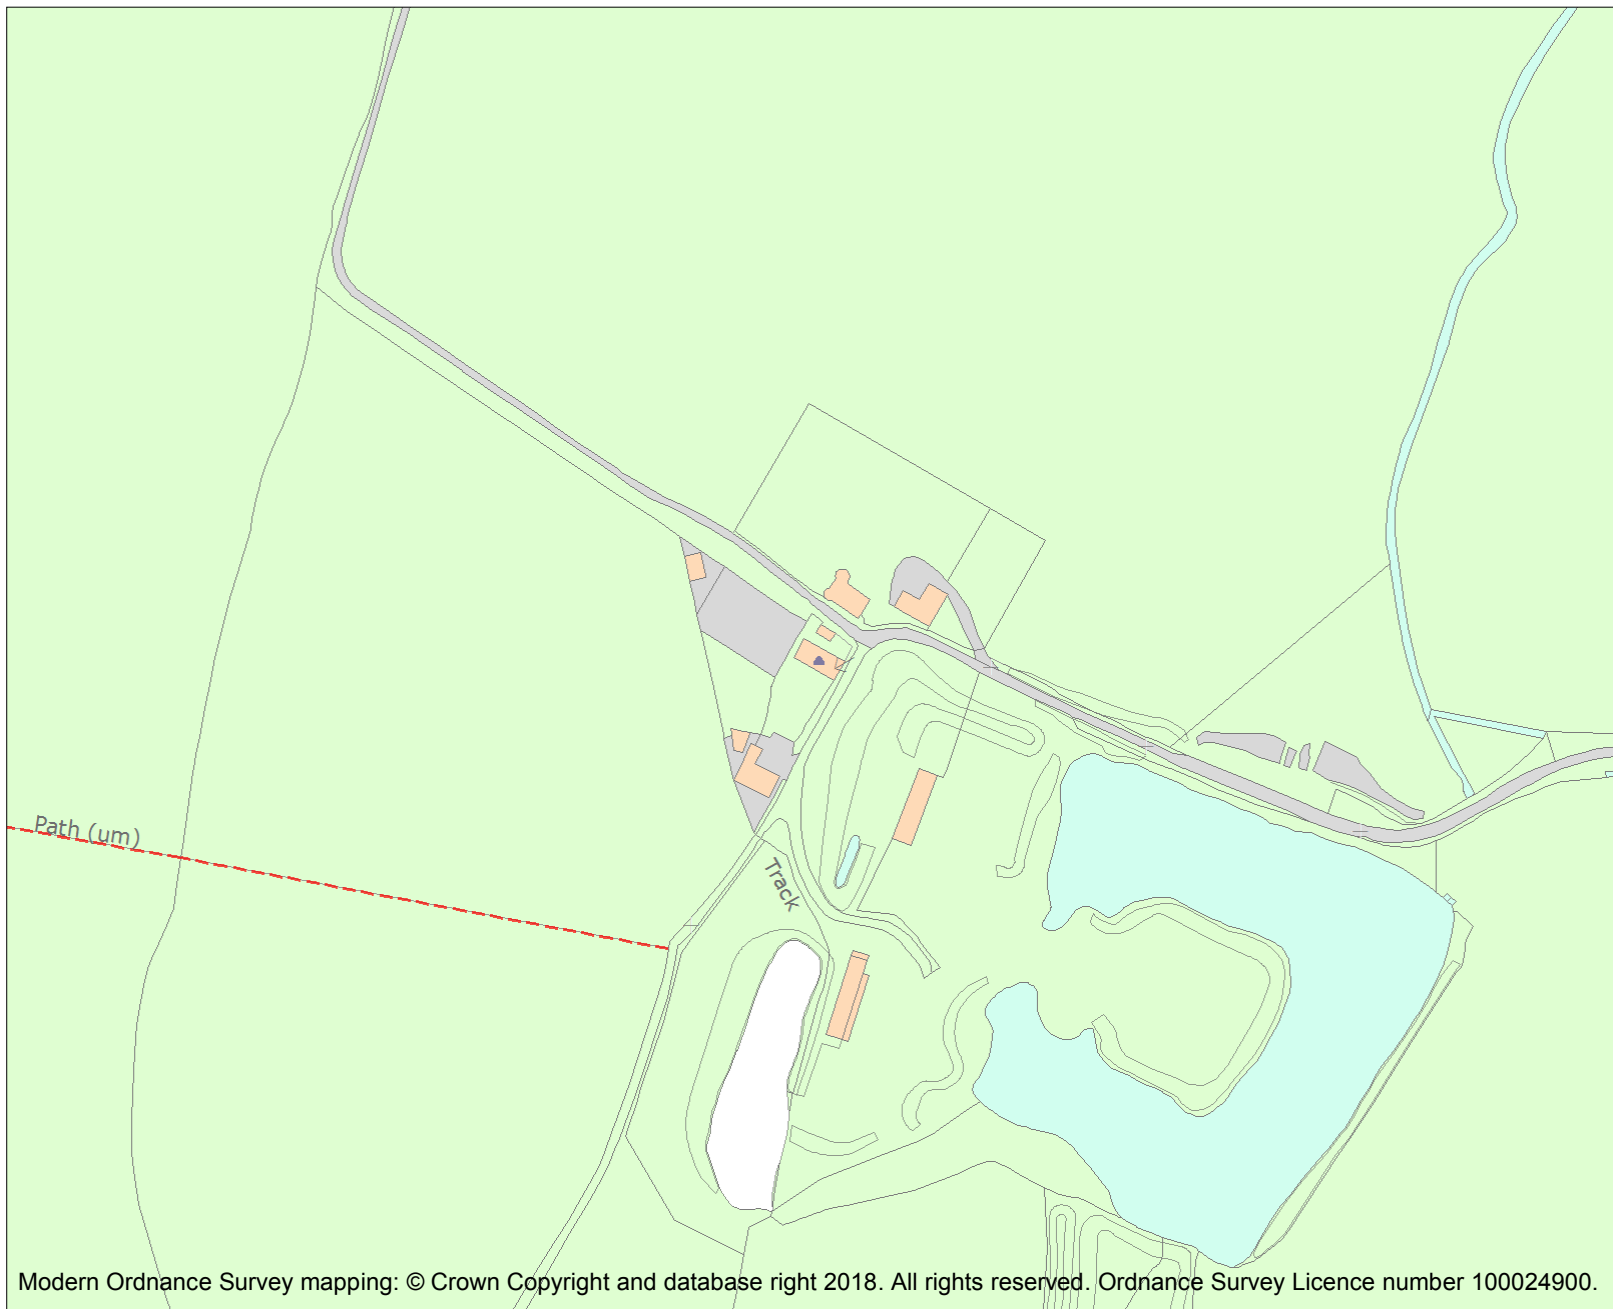 Path (um)
Track
Modern Ordnance Survey mapping: © Crown Copyright and database right 2018. All rights reserved. Ordnance Survey Licence number 100024900.